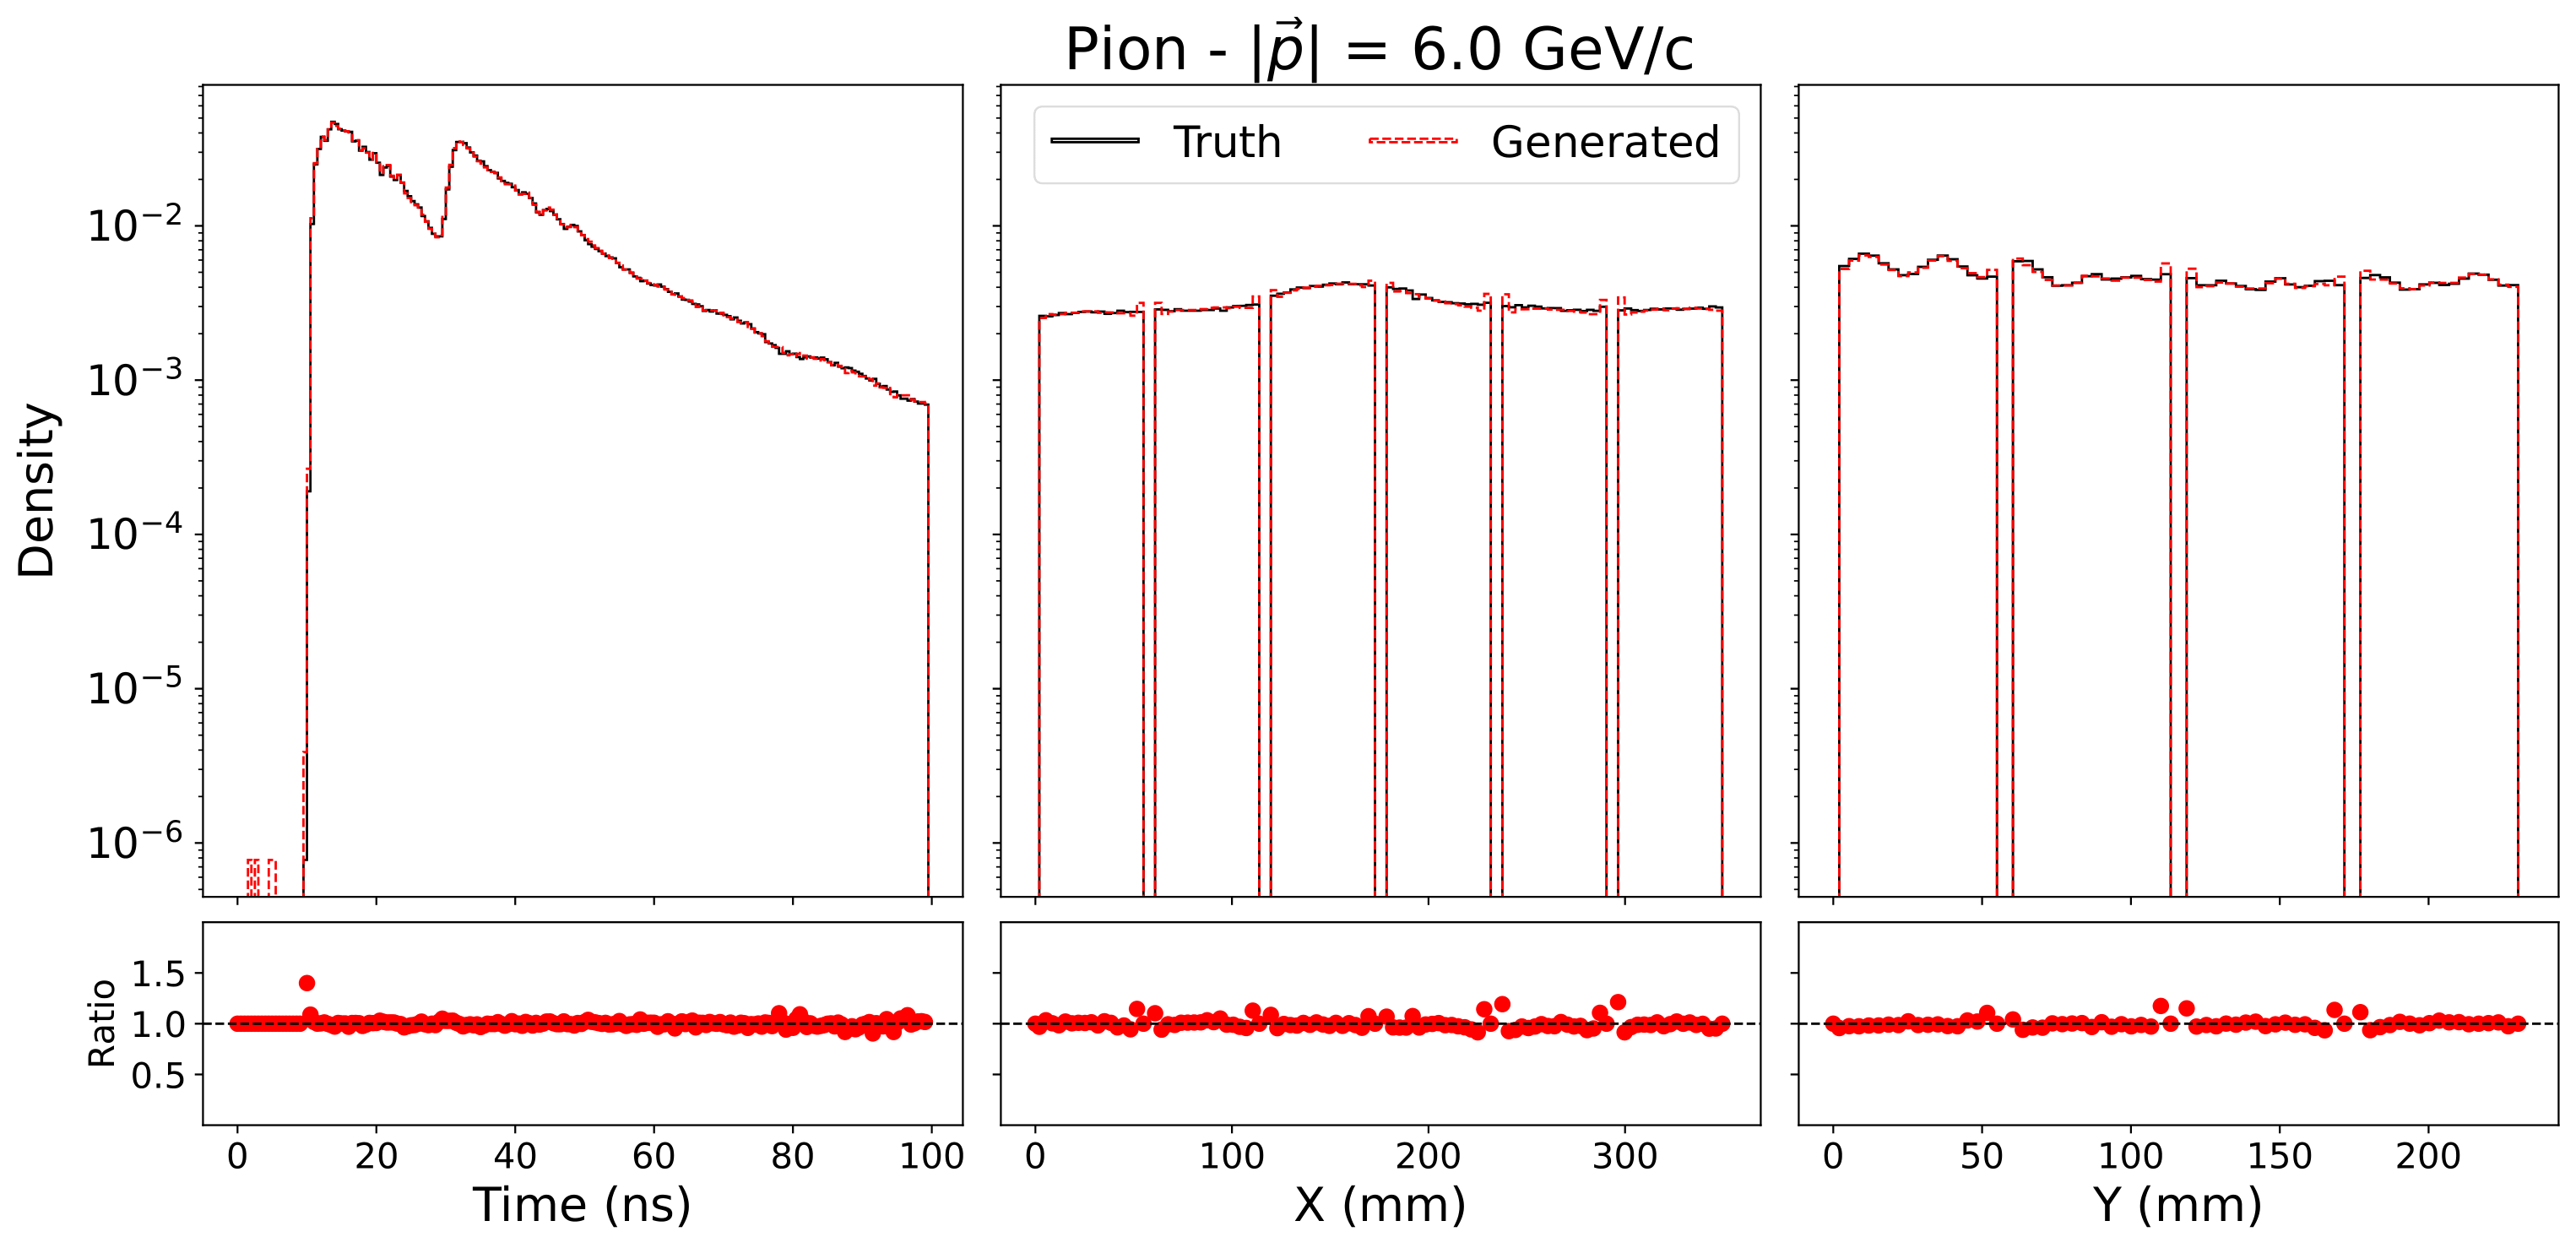 Pion - |$\vec{p}$| = 6.0 GeV/c
Truth Generated
Density
10⁻²
10⁻³
10⁻⁴
10⁻⁵
10⁻⁶
Ratio
1.5
1.0
0.5
0 20 40 60 80 100
0 100 200 300
0 50 100 150 200
Time (ns)
X (mm)
Y (mm)